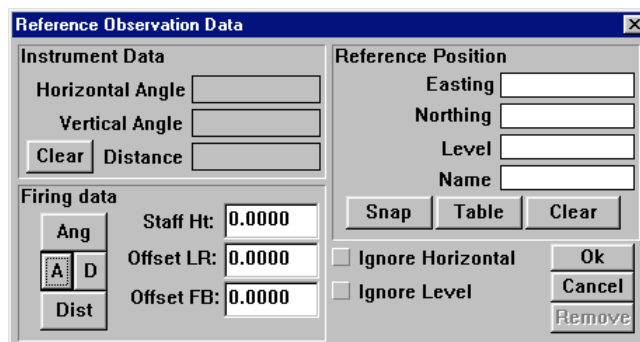 Reference Observation Data
Instrument Data
Horizontal Angle
Vertical Angle
Clear Distance
Firing data
Ang
A D
Dist
Staff Ht: 0.0000
Offset LR: 0.0000
Offset FB: 0.0000
Reference Position
Easting
Northing
Level
Name
Snap Table Clear
Ignore Horizontal
Ignore Level
Ok
Cancel
Remove